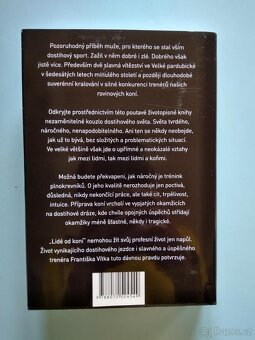 Pozoruhodný příběh muže, pro kterého se stal vším
dostihový sport. Zažil v něm dobré i zlé. Dobrého však
jistě více. Především dvě slavná vítězství ve Velké pardubické
v šedesátých letech minulého století a později dlouhodobé
suverénní kralování v silné konkurenci trenérů našich
rovinových koní.
Odkryjte prostřednictvím této poutavé životopisné knihy
nezaměnitelné kouzlo dostihového světa. Světa tvrdého,
náročného, nenapodobitelného. Ani ten se někdy neobejde,
jak už to bývá, bez složitých a problematických situací.
Ve velké většině však jde o upřímné a neokázalé vztahy
jak mezi lidmi, tak mezi lidmi a koňmi.
Možná budete překvapeni, jak náročný je trénink
plnokrevníků. O jeho kvalitě nerozhoduje jen poctivá,
důsledná, nikdy nekončící práce, ale také cit, trpělivost,
intuice. Příprava koní vrcholí ve vypjatých okamžicích
na dostihové dráze, kde chvíle opojných úspěchů střídají
okamžiky méně šťastné, někdy i tragické.
„Lidé od koní" nemohou žít svůj profesní život jen napůl.
Život vynikajícího dostihového jezdce i slavného a úspěšného
trenéra Františka Vítka tuto dávnou pravdu potvrzuje.